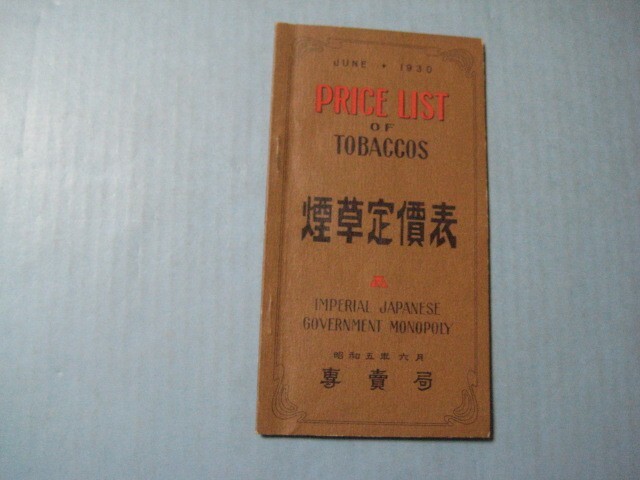 JUNE • 1930
PRICE LIST
OF
TOBACCOS
煙草定價表
IMPERIAL JAPANESE
GOVERNMENT MONOPOLY
昭和五年六月
專賣局